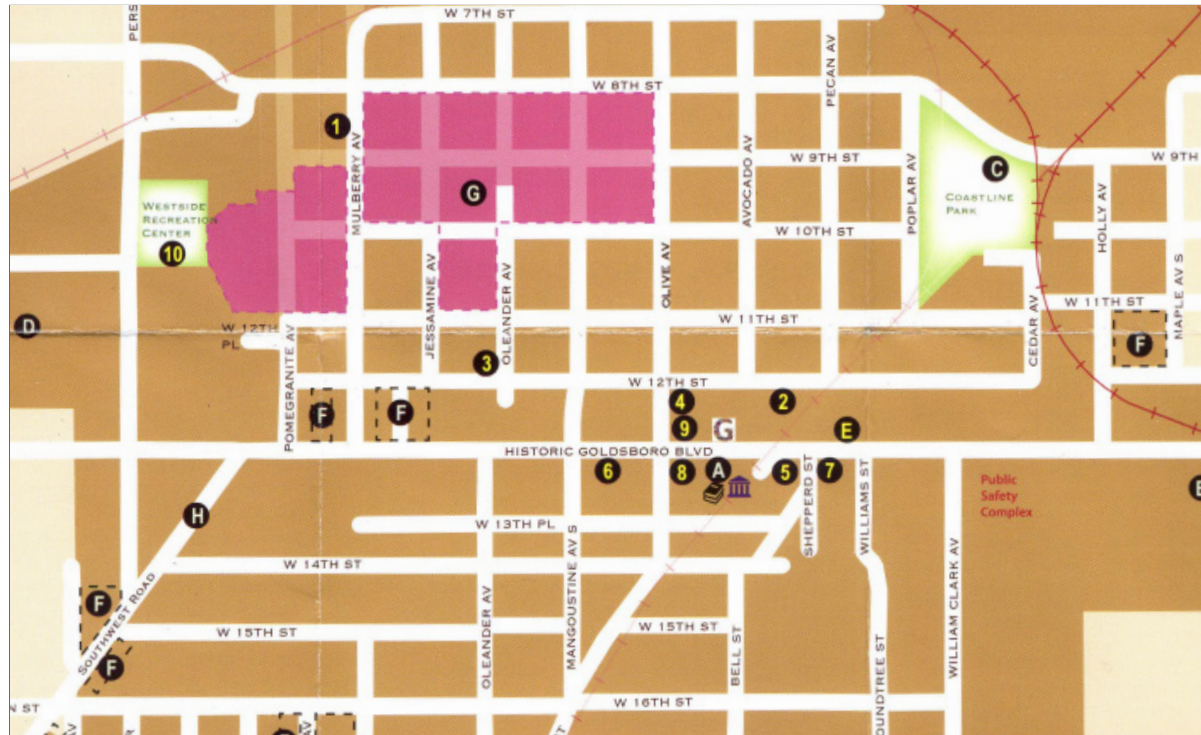 PERS
W 7TH ST
W 8TH ST
PECAN AV
1
MULBERRY AV
W 9TH ST
W 9TH
AVOCADO AV
POPLAR AV
C
COASTLINE
PARK
HOLLY AV
G
WESTSIDE
RECREATION
CENTER
10
W 10TH ST
OLIVE AV
JESSAMINE AV
OLEANDER AV
MAPLE AV S
CEDAR AV
W 11TH ST
W 11TH ST
D
W 12TH
PL
POMEGRANITE AV
3
F
W 12TH ST
F
F
4
2
9
G
E
HISTORIC GOLDSBORO BLVD
6
8
A
5
7
SHEPPERD ST
WILLIAMS ST
Public
Safety
Complex
H
W 13TH PL
W 14TH ST
MANGOUSTINE AV S
OLEANDER AV
WILLIAM CLARK AV
F
SOUTHWEST ROAD
W 15TH ST
W 15TH ST
BELL ST
F
W 16TH ST
OUNDTREE ST
N ST
AV
AV
ST